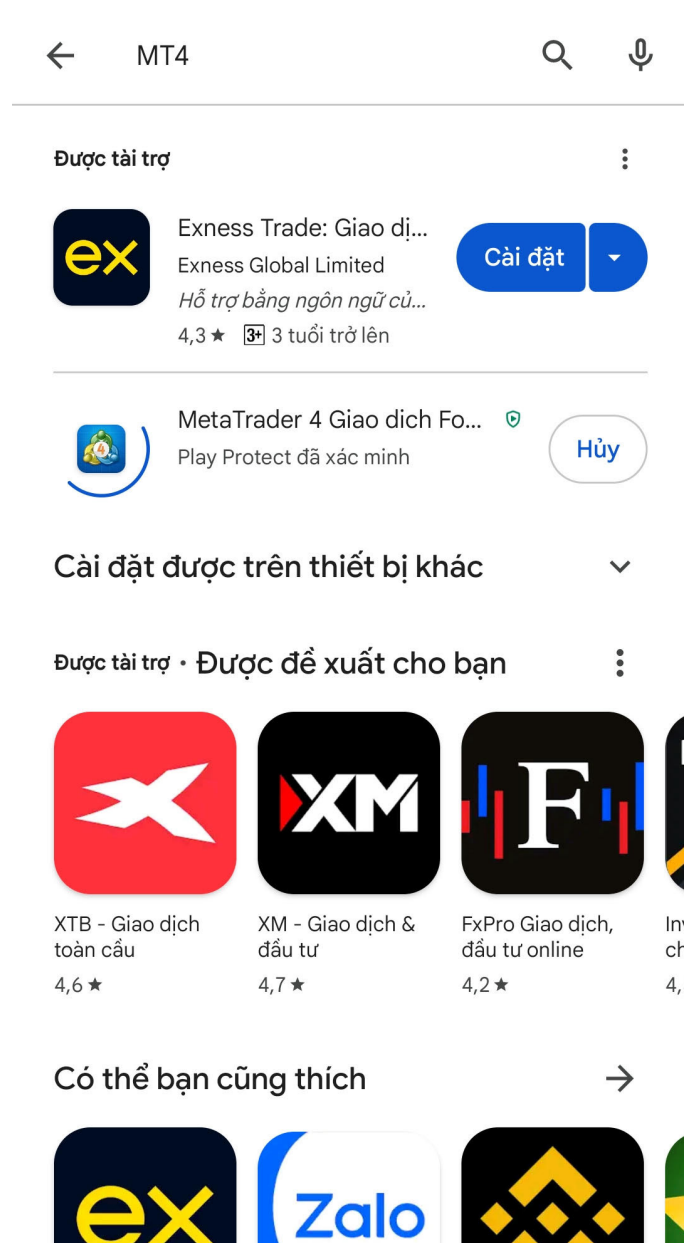 MT4
Được tài trợ
ex
Exness Trade: Giao dị...
Exness Global Limited
Hỗ trợ bằng ngôn ngữ củ...
4,3 ★ 3+ 3 tuổi trở lên
Cài đặt
4
MetaTrader 4 Giao dich Fo...
Play Protect đã xác minh
Hủy
Cài đặt được trên thiết bị khác
Được tài trợ • Được đề xuất cho bạn
XM
F
XTB - Giao dịch
toàn cầu
4,6 ★
XM - Giao dịch &
đầu tư
4,7 ★
FxPro Giao dịch,
đầu tư online
4,2 ★
Có thể bạn cũng thích
ex
Zalo